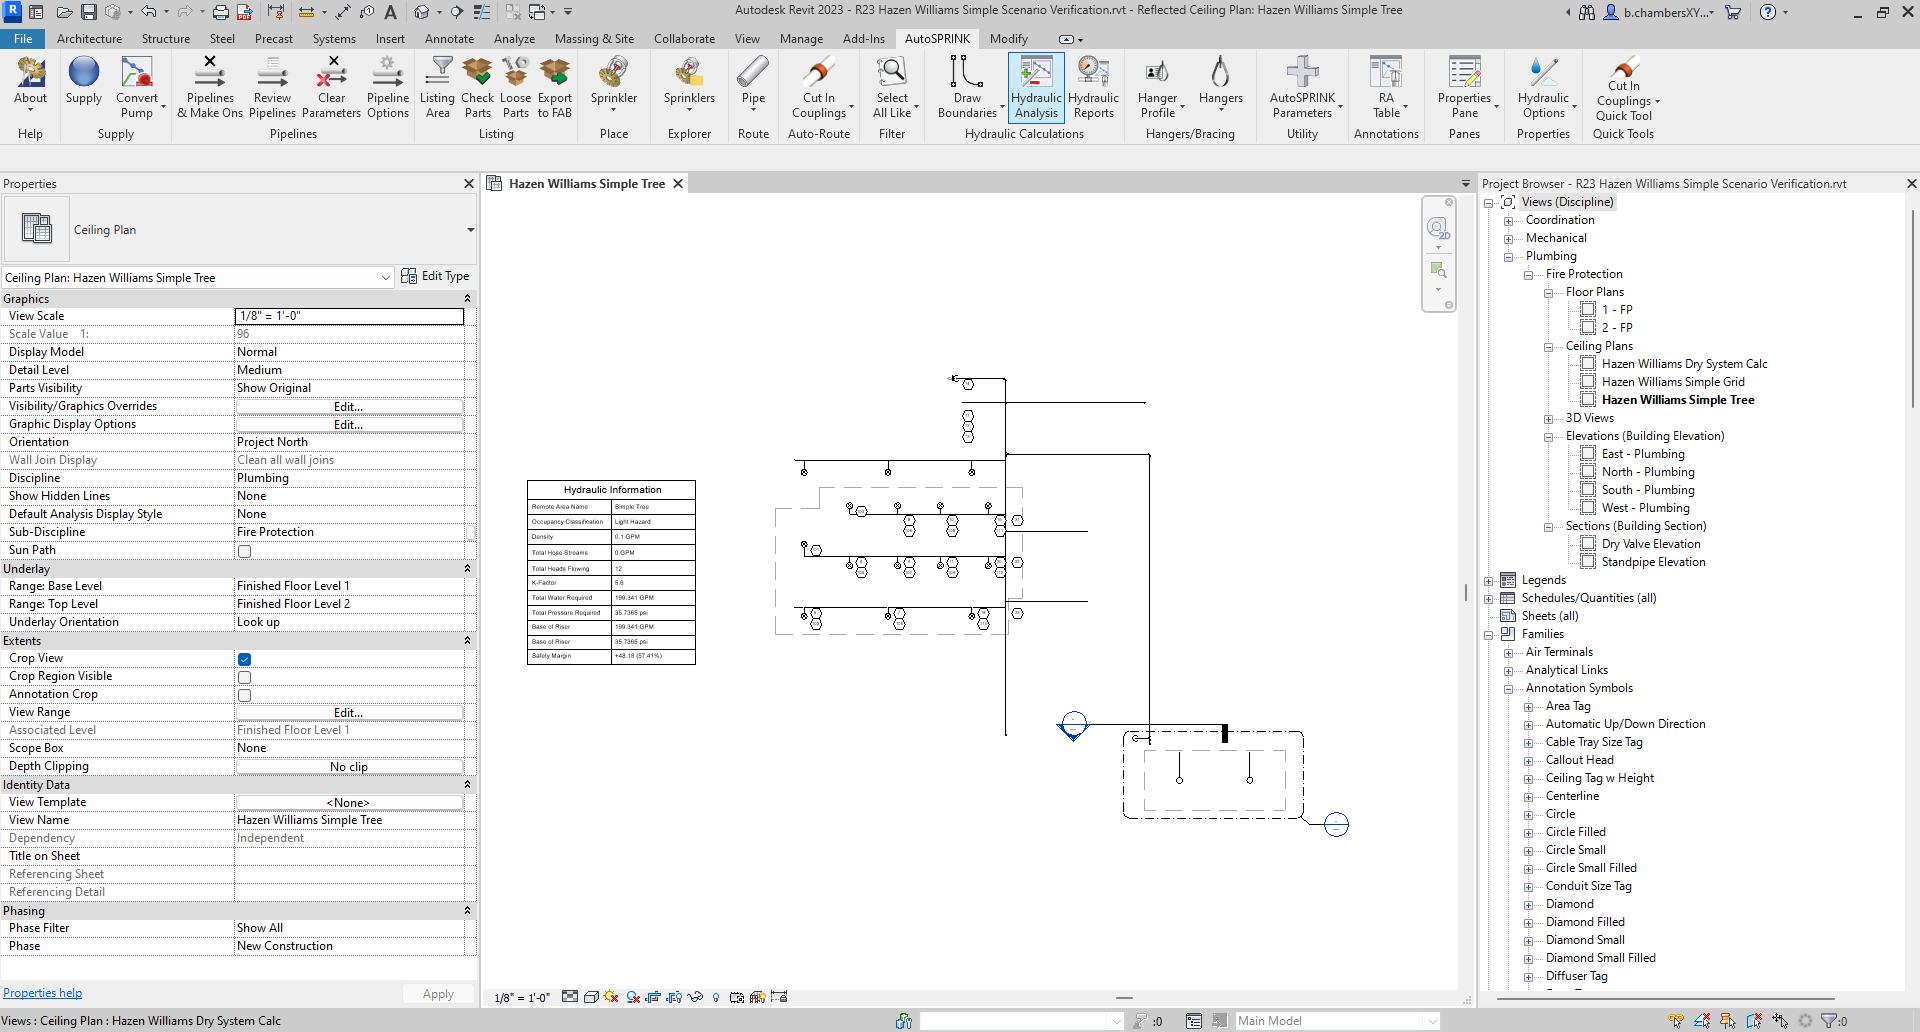 Autodesk Revit 2023 - R23 Hazen Williams Simple Scenario Verification.rvt - Reflected Ceiling Plan: Hazen Williams Simple Tree
b.chambersXY...
File Architecture Structure Steel Precast Systems Insert Annotate Analyze Massing & Site Collaborate View Manage Add-Ins AutoSPRINK Modify
About
Help
Supply
Convert Pump
Supply
Pipelines & Make Ons
Review Pipelines
Clear Parameters
Pipeline Options
Pipelines
Listing Area
Check Parts
Loose Parts
Export to FAB
Listing
Sprinkler
Place
Sprinklers
Explorer
Pipe
Route
Cut In Couplings
Auto-Route
Select All Like
Filter
Draw Boundaries
Hydraulic Analysis
Hydraulic Reports
Hydraulic Calculations
Hanger Profile
Hangers
Hangers/Bracing
AutoSPRINK Parameters
Utility
RA Table
Annotations
Properties Pane
Panes
Hydraulic Options
Properties
Cut In Couplings Quick Tool
Quick Tools
Properties
Ceiling Plan
Ceiling Plan: Hazen Williams Simple Tree
Edit Type
Graphics
View Scale 1/8" = 1'-0"
Scale Value 1: 96
Display Model Normal
Detail Level Medium
Parts Visibility Show Original
Visibility/Graphics Overrides Edit...
Graphic Display Options Edit...
Orientation Project North
Wall Join Display Clean all wall joins
Discipline Plumbing
Show Hidden Lines None
Default Analysis Display Style None
Sub-Discipline Fire Protection
Sun Path
Underlay
Range: Base Level Finished Floor Level 1
Range: Top Level Finished Floor Level 2
Underlay Orientation Look up
Extents
Crop View
Crop Region Visible
Annotation Crop
View Range Edit...
Associated Level Finished Floor Level 1
Scope Box None
Depth Clipping No clip
Identity Data
View Template <None>
View Name Hazen Williams Simple Tree
Dependency Independent
Title on Sheet
Referencing Sheet
Referencing Detail
Phasing
Phase Filter Show All
Phase New Construction
Properties help
Apply
Hazen Williams Simple Tree
2D
Hydraulic Information
Remote Area Name Simple Tree
Occupancy Classification Light Hazard
Density 0.1 GPM
Total Hose Streams 0 GPM
Total Heads Flowing 12
K-Factor 5.6
Total Water Required 199.341 GPM
Total Pressure Required 35.7365 psi
Base of Riser 199.341 GPM
Base of Riser 35.7365 psi
Safety Margin +48.18 (57.41%)
1/8" = 1'-0"
Project Browser - R23 Hazen Williams Simple Scenario Verification.rvt
Views (Discipline)
Coordination
Mechanical
Plumbing
Fire Protection
Floor Plans
1 - FP
2 - FP
Ceiling Plans
Hazen Williams Dry System Calc
Hazen Williams Simple Grid
Hazen Williams Simple Tree
3D Views
Elevations (Building Elevation)
East - Plumbing
North - Plumbing
South - Plumbing
West - Plumbing
Sections (Building Section)
Dry Valve Elevation
Standpipe Elevation
Legends
Schedules/Quantities (all)
Sheets (all)
Families
Air Terminals
Analytical Links
Annotation Symbols
Area Tag
Automatic Up/Down Direction
Cable Tray Size Tag
Callout Head
Ceiling Tag w Height
Centerline
Circle
Circle Filled
Circle Small
Circle Small Filled
Conduit Size Tag
Diamond
Diamond Filled
Diamond Small
Diamond Small Filled
Diffuser Tag
Views : Ceiling Plan : Hazen Williams Dry System Calc
:0
Main Model
:0